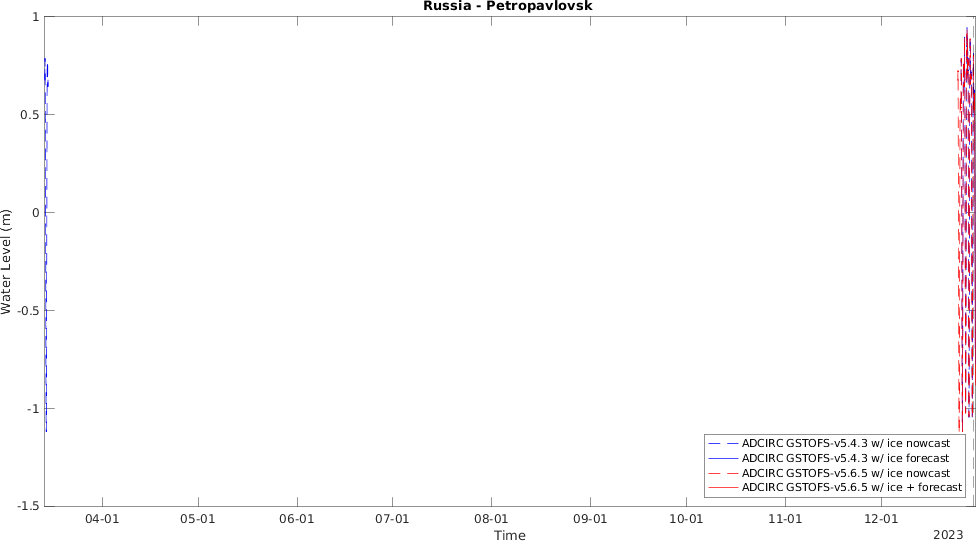 Russia - Petropavlovsk
1
0.5
0
-0.5
-1
-1.5
Water Level (m)
ADCIRC GSTOFS-v5.4.3 w/ ice nowcast
ADCIRC GSTOFS-v5.4.3 w/ ice forecast
ADCIRC GSTOFS-v5.6.5 w/ ice nowcast
ADCIRC GSTOFS-v5.6.5 w/ ice + forecast
04-01 05-01 06-01 07-01 08-01 09-01 10-01 11-01 12-01
Time
2023